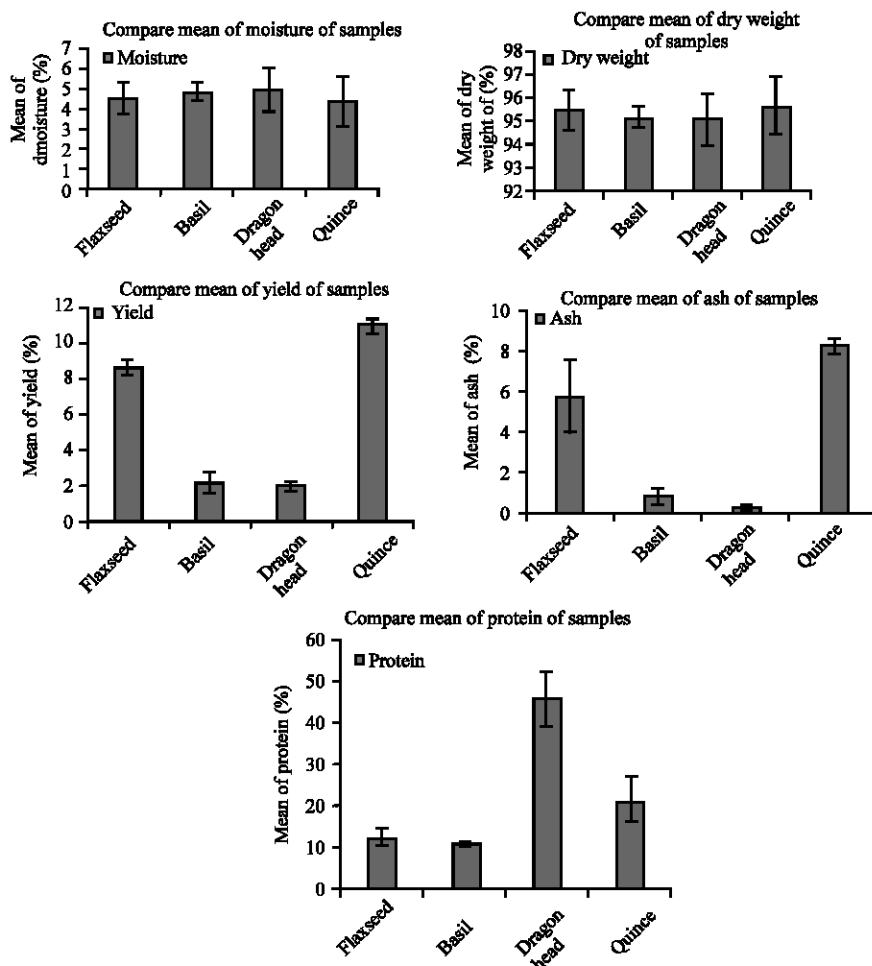 Compare mean of moisture of samples
Moisture
Mean of
dmoisture (%)
7
6
5
4
3
2
1
0
Flaxseed
Basil
Dragon
head
Quince
Compare mean of dry weight
of samples
Dry weight
Mean of dry
weight of (%)
98
96
95
95
93
92
Flaxseed
Basil
Dragon
head
Quince
Compare mean of yield of samples
Yield
Mean of yield (%)
12
10
8
6
4
2
0
Flaxseed
Basil
Dragon
head
Quince
Compare mean of ash of samples
Ash
Mean of ash (%)
10
8
6
4
2
0
Flaxseed
Basil
Dragon
head
Quince
Compare mean of protein of samples
Protein
Mean of protein (%)
60
50
40
30
20
10
0
Flaxseed
Basil
Dragon
head
Quince